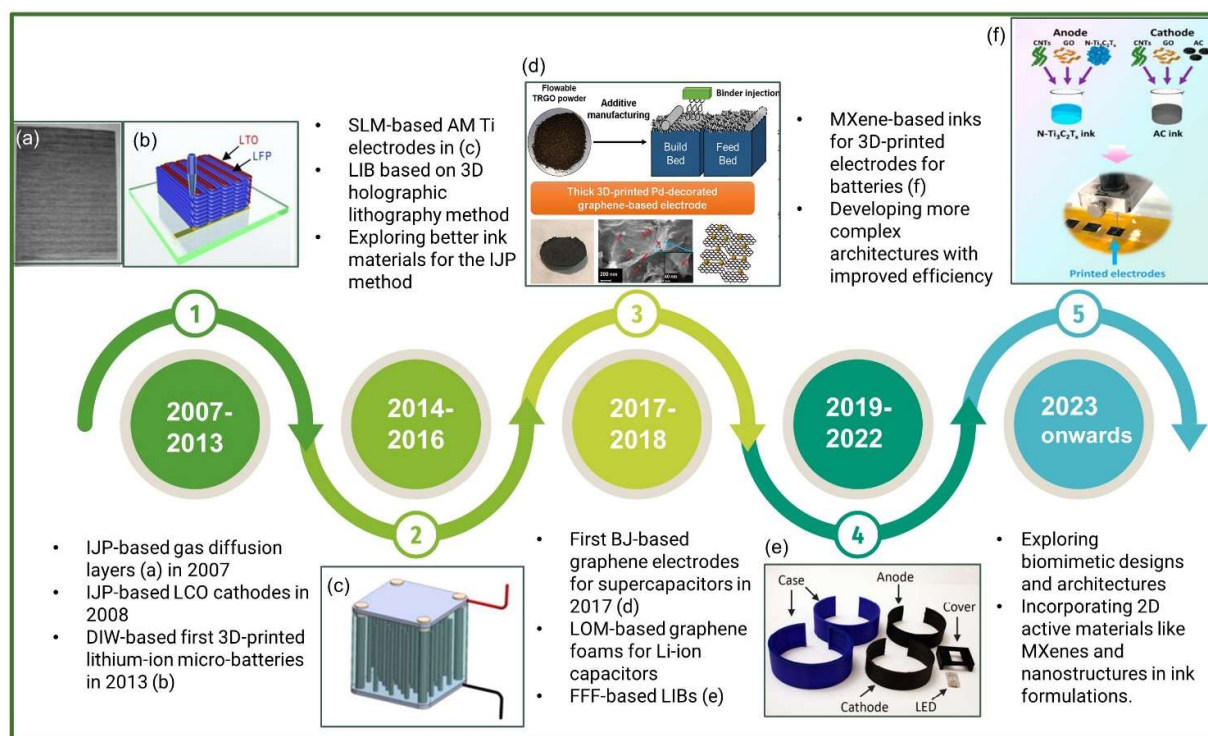 (a)
(b)
LTO
LFP
• SLM-based AM Ti
electrodes in (c)
• LIB based on 3D
holographic
lithography method
• Exploring better ink
materials for the IJP
method
(d)
Flowable
TRGO powder
Additive
manufacturing
Binder injection
Build
Bed
Feed
Bed
Thick 3D-printed Pd-decorated
graphene-based electrode
200 nm
40 nm
• MXene-based inks
for 3D-printed
electrodes for
batteries (f)
• Developing more
complex
architectures with
improved efficiency
(f)
Anode
CNTs GO N-Ti₃C₂Tₓ
Cathode
CNTs GO AC
N-Ti₃C₂Tₓ ink
AC ink
Printed electrodes
1
2
3
4
5
2007-
2013
2014-
2016
2017-
2018
2019-
2022
2023
onwards
• IJP-based gas diffusion
layers (a) in 2007
• IJP-based LCO cathodes in
2008
• DIW-based first 3D-printed
lithium-ion micro-batteries
in 2013 (b)
(c)
• First BJ-based
graphene electrodes
for supercapacitors in
2017 (d)
• LOM-based graphene
foams for Li-ion
capacitors
• FFF-based LIBs (e)
(e)
Case
Anode
Cover
Cathode
LED
• Exploring
biomimetic designs
and architectures
• Incorporating 2D
active materials like
MXenes and
nanostructures in ink
formulations.